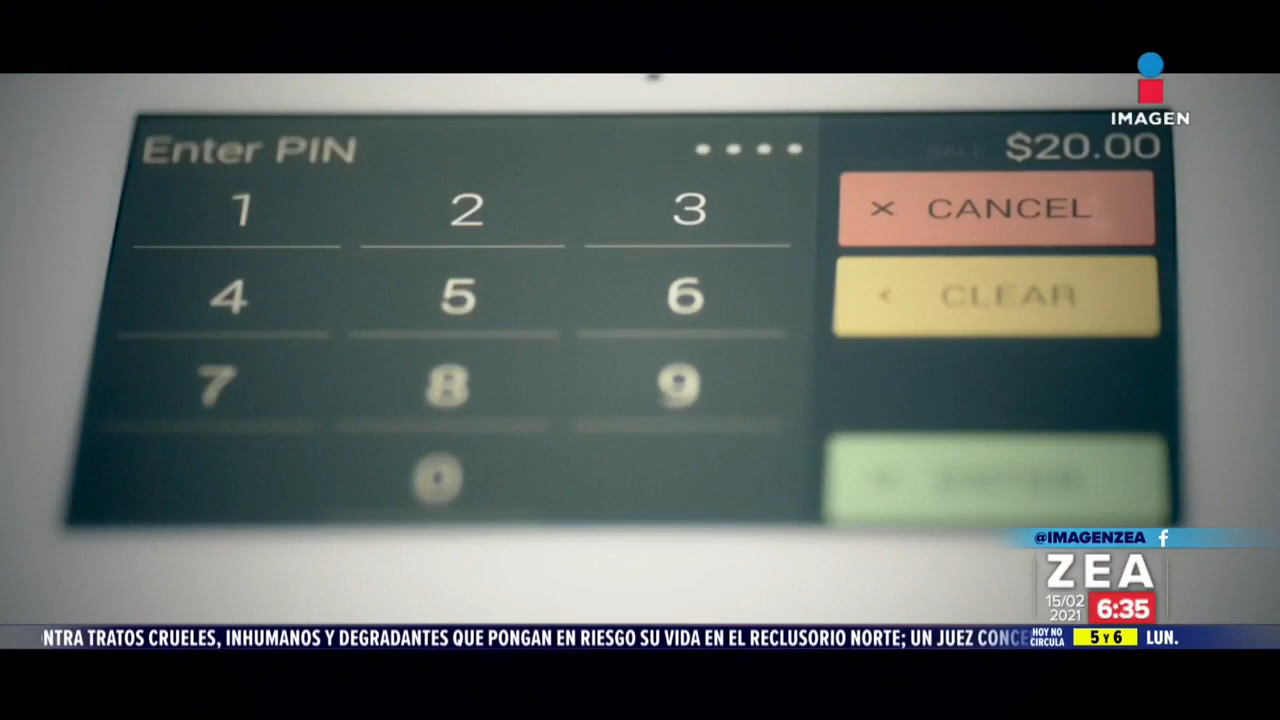 IMAGEN
Enter PIN
$20.00
1 2 3
× CANCEL
4 5 6
< CLEAR
7 8 9
0
@IMAGENZEA f
ZEA
15/02
2021
6:35
NTRA TRATOS CRUELES, INHUMANOS Y DEGRADANTES QUE PONGAN EN RIESGO SU VIDA EN EL RECLUSORIO NORTE; UN JUEZ CONCE
HOY NO
CIRCULA
5 Y 6
LUN.